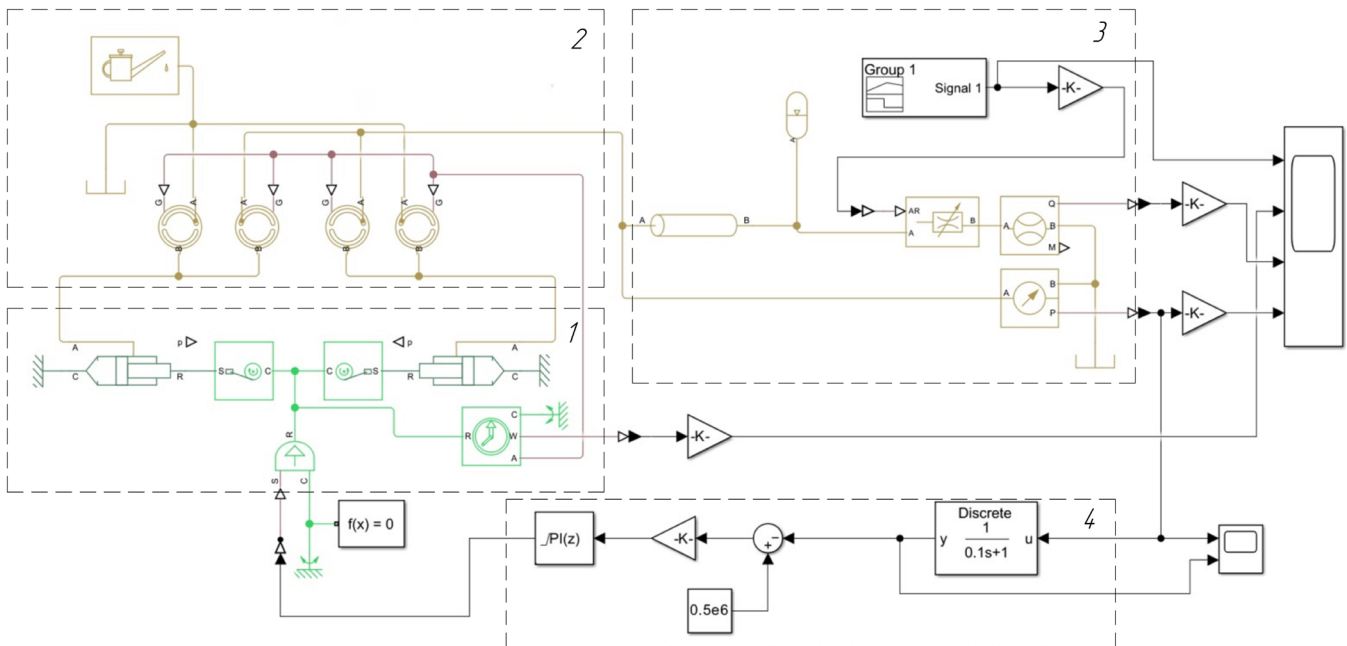 2
3
Group 1
Signal 1
-K-
G
A
A
G
G
A
A
G
B
B
B
B
A
B
A
AR
A
B
A
Q
B
M
-K-
A
B
P
-K-
1
A
P
P
A
C
R
S
C
C
S
R
C
R
C
W
A
-K-
R
S
C
f(x) = 0
4
PI(z)
-K-
+
−
0.5e6
y
Discrete
1
0.1s+1
u